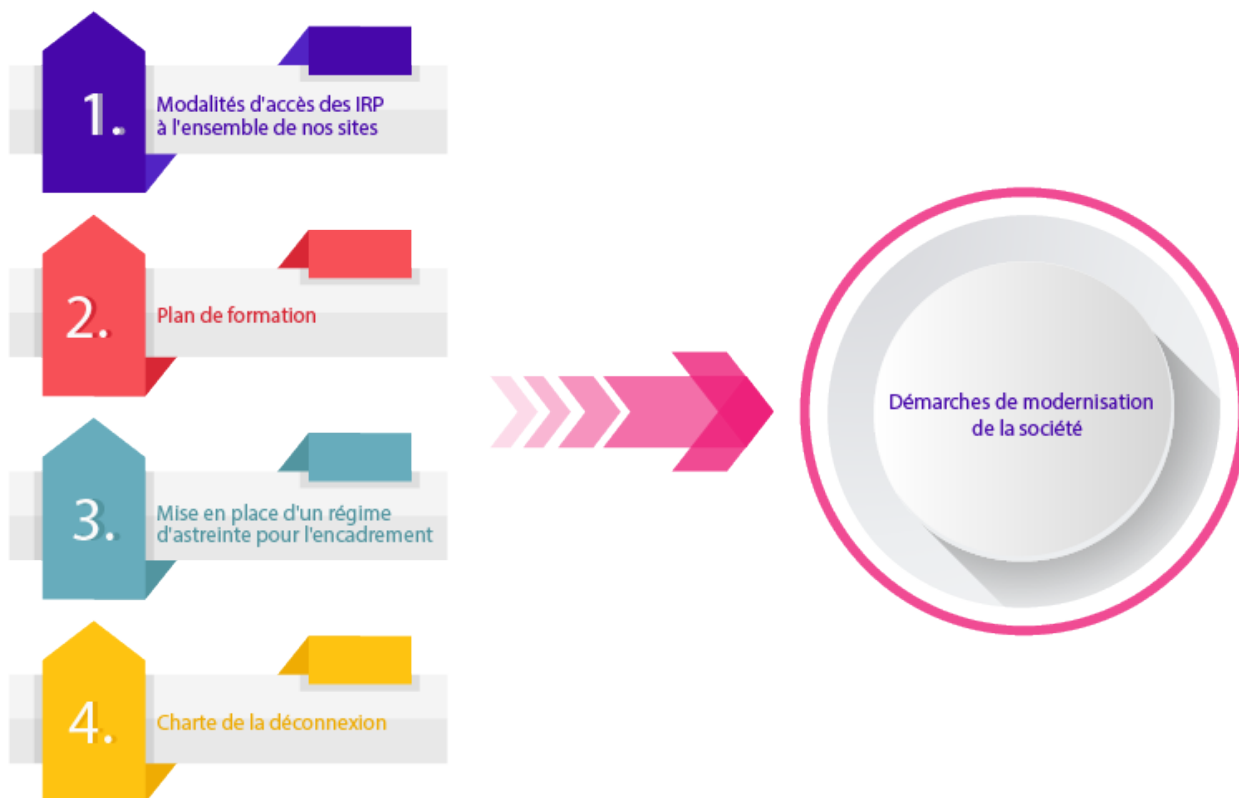 1.
Modalités d'accès des IRP
à l'ensemble de nos sites
2.
Plan de formation
3.
Mise en place d'un régime
d'astreinte pour l'encadrement
4.
Charte de la déconnexion
Démarches de modernisation
de la société